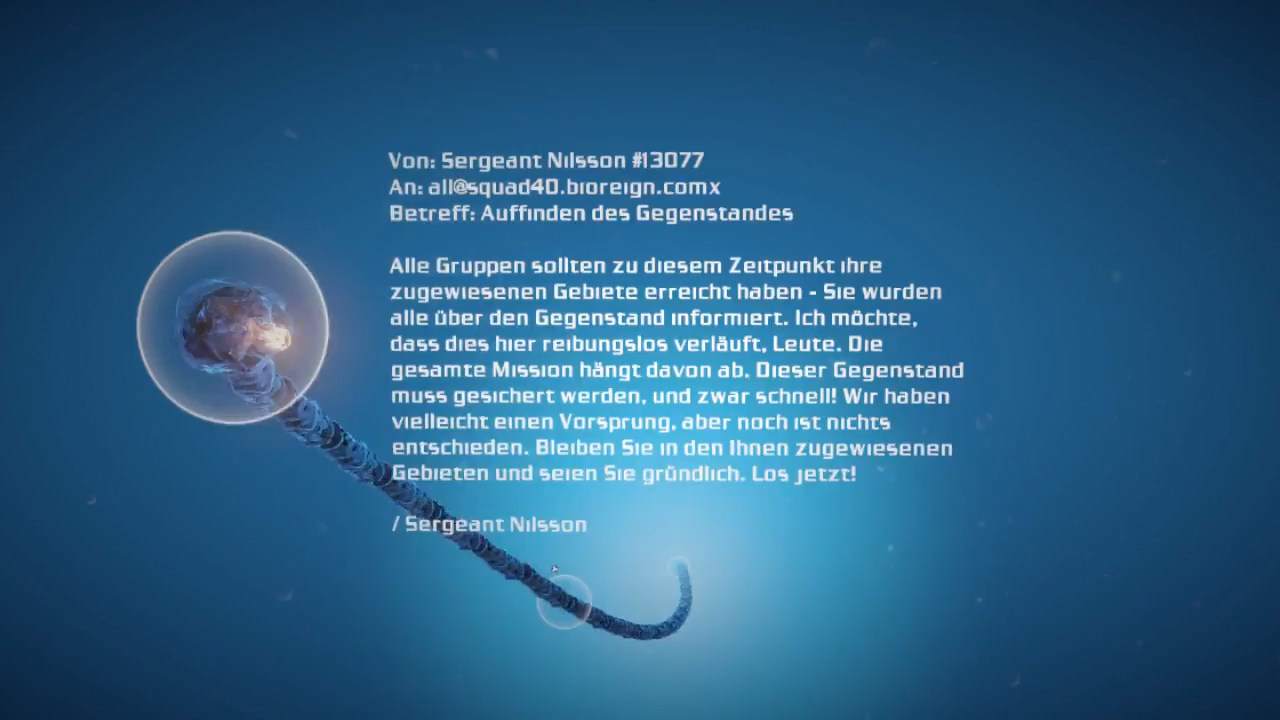 Von: Sergeant Nilsson #13077
An: all@squad40.bioreign.comx
Betreff: Auffinden des Gegenstandes
Alle Gruppen sollten zu diesem Zeitpunkt ihre
zugewiesenen Gebiete erreicht haben - Sie wurden
alle über den Gegenstand informiert. Ich möchte,
dass dies hier reibungslos verläuft, Leute. Die
gesamte Mission hängt davon ab. Dieser Gegenstand
muss gesichert werden, und zwar schnell! Wir haben
vielleicht einen Vorsprung, aber noch ist nichts
entschieden. Bleiben Sie in den Ihnen zugewiesenen
Gebieten und seien Sie gründlich. Los jetzt!
/ Sergeant Nilsson